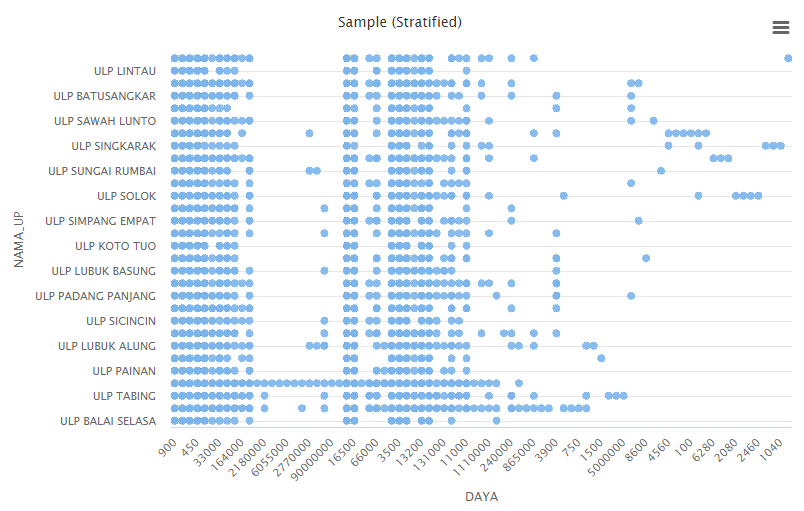 Sample (Stratified)
NAMA_UP
ULP LINTAU
ULP BATUSANGKAR
ULP SAWAH LUNTO
ULP SINGKARAK
ULP SUNGAI RUMBAI
ULP SOLOK
ULP SIMPANG EMPAT
ULP KOTO TUO
ULP LUBUK BASUNG
ULP PADANG PANJANG
ULP SICINCIN
ULP LUBUK ALUNG
ULP PAINAN
ULP TABING
ULP BALAI SELASA
900 450 33000 164000 2180000 6055000 27700000 90000000 16500 66000 3500 13200 131000 111000 1110000 240000 865000 3900 750 1500 5000000 8600 4560 100 6280 2080 2460 1040
DAYA